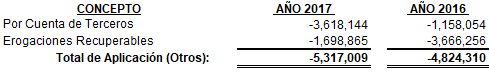 CONCEPTO AÑO 2017 AÑO 2016
Por Cuenta de Terceros -3,618,144 -1,158,054
Erogaciones Recuperables -1,698,865 -3,666,256
Total de Aplicación (Otros): -5,317,009 -4,824,310